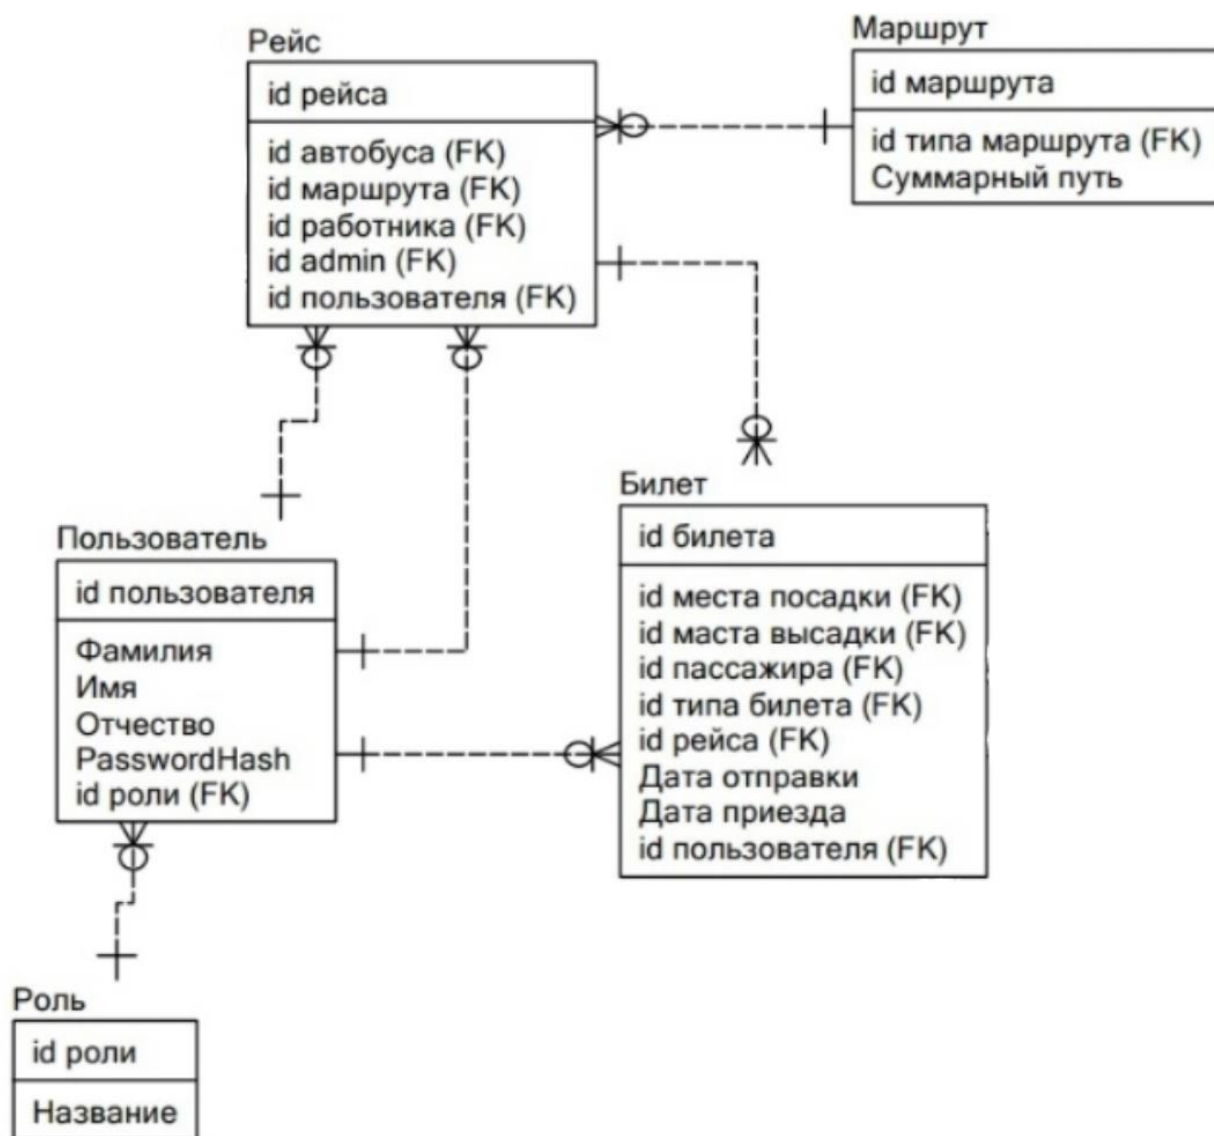 Рейс
id рейса
id автобуса (FK)
id маршрута (FK)
id работника (FK)
id admin (FK)
id пользователя (FK)
Маршрут
id маршрута
id типа маршрута (FK)
Суммарный путь
Пользователь
id пользователя
Фамилия
Имя
Отчество
PasswordHash
id роли (FK)
Билет
id билета
id места посадки (FK)
id маста высадки (FK)
id пассажира (FK)
id типа билета (FK)
id рейса (FK)
Дата отправки
Дата приезда
id пользователя (FK)
Роль
id роли
Название